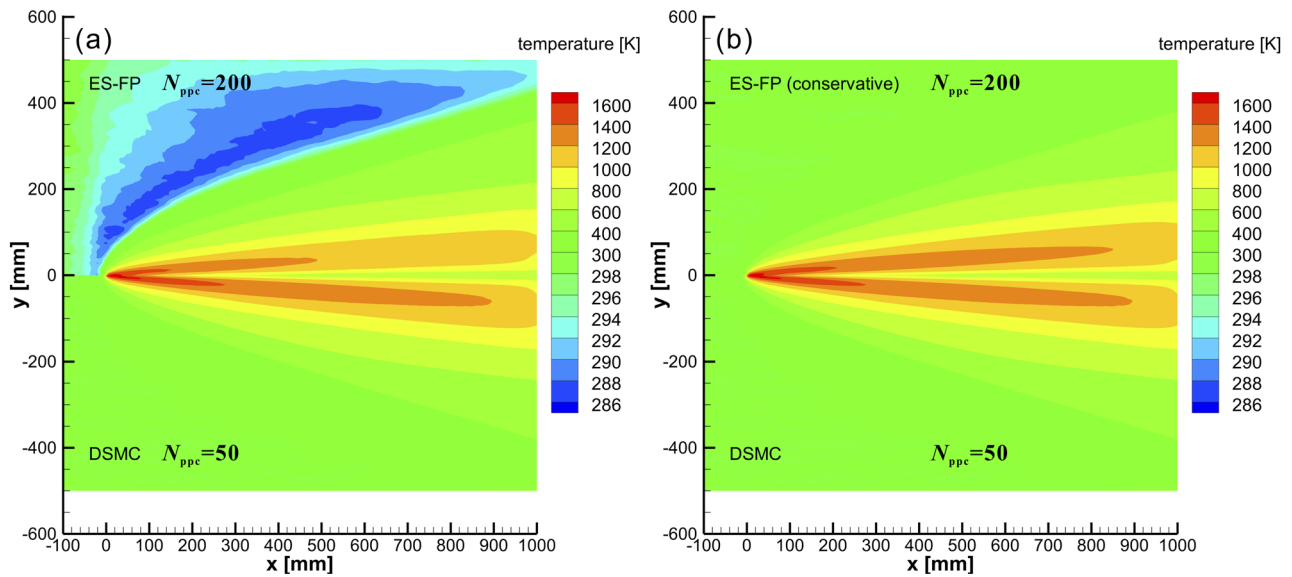 (a)
temperature [K]
ES-FP N_ppc=200
1600
1400
1000
800
600
300
298
296
294
292
290
288
286
DSMC N_ppc=50
600
400
200
0
-200
-400
-600
y [mm]
-100 0 100 200 300 400 500 600 700 800 900 1000
x [mm]
(b)
temperature [K]
ES-FP (conservative) N_ppc=200
1600
1400
1000
800
600
300
298
296
294
292
290
288
286
DSMC N_ppc=50
600
400
200
0
-200
-400
-600
y [mm]
-100 0 100 200 300 400 500 600 700 800 900 1000
x [mm]